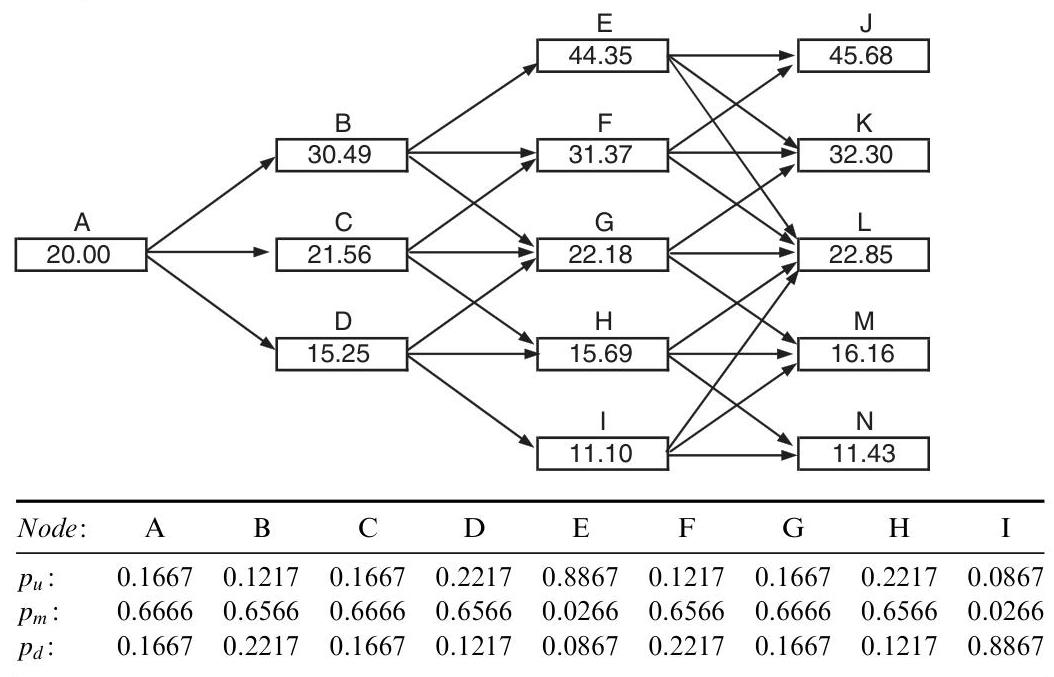 E J
44.35 45.68
B F K
30.49 31.37 32.30
A C G L
20.00 21.56 22.18 22.85
D H M
15.25 15.69 16.16
I N
11.10 11.43
Node: A B C D E F G H I
pu: 0.1667 0.1217 0.1667 0.2217 0.8867 0.1217 0.1667 0.2217 0.0867
pm: 0.6666 0.6566 0.6666 0.6566 0.0266 0.6566 0.6666 0.6566 0.0266
pd: 0.1667 0.2217 0.1667 0.1217 0.0867 0.2217 0.1667 0.1217 0.8867